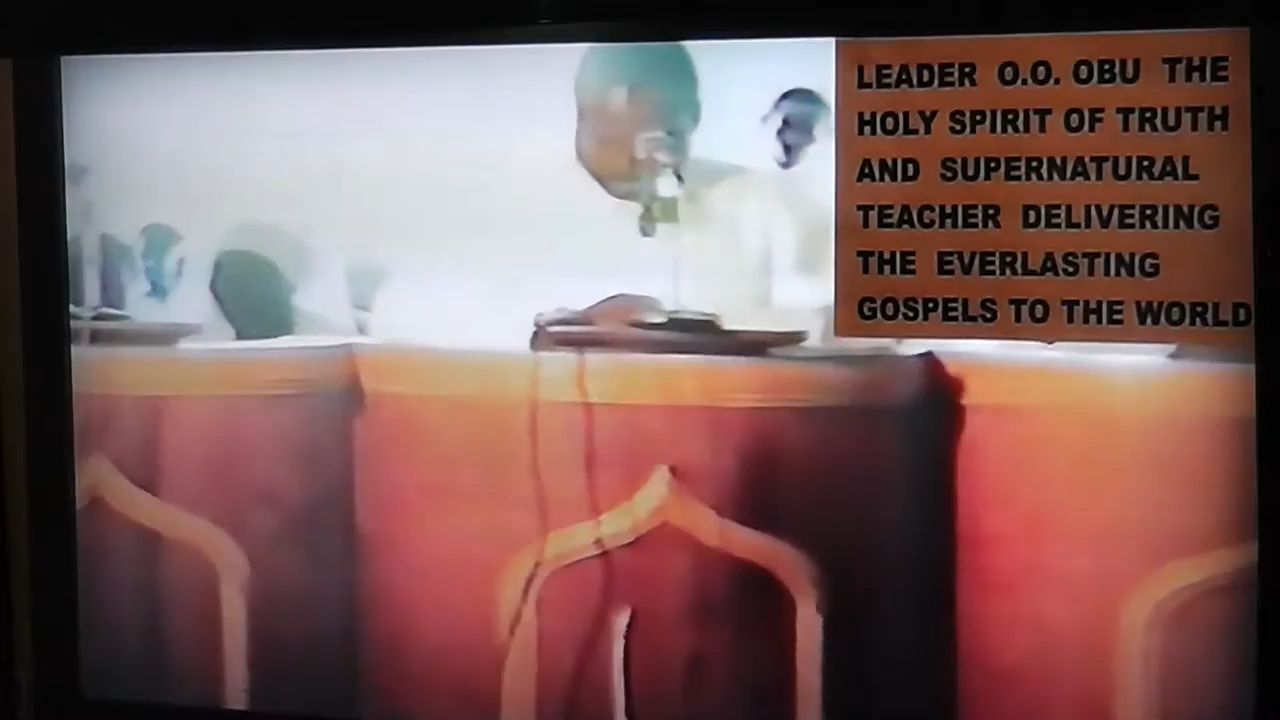 LEADER O.O. OBU THE
HOLY SPIRIT OF TRUTH
AND SUPERNATURAL
TEACHER DELIVERING
THE EVERLASTING
GOSPELS TO THE WORLD